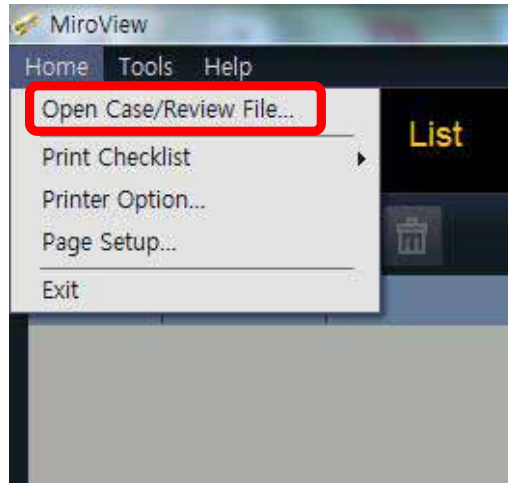 MiroView
Home Tools Help
Open Case/Review File...
List
Print Checklist
Printer Option...
Page Setup...
Exit